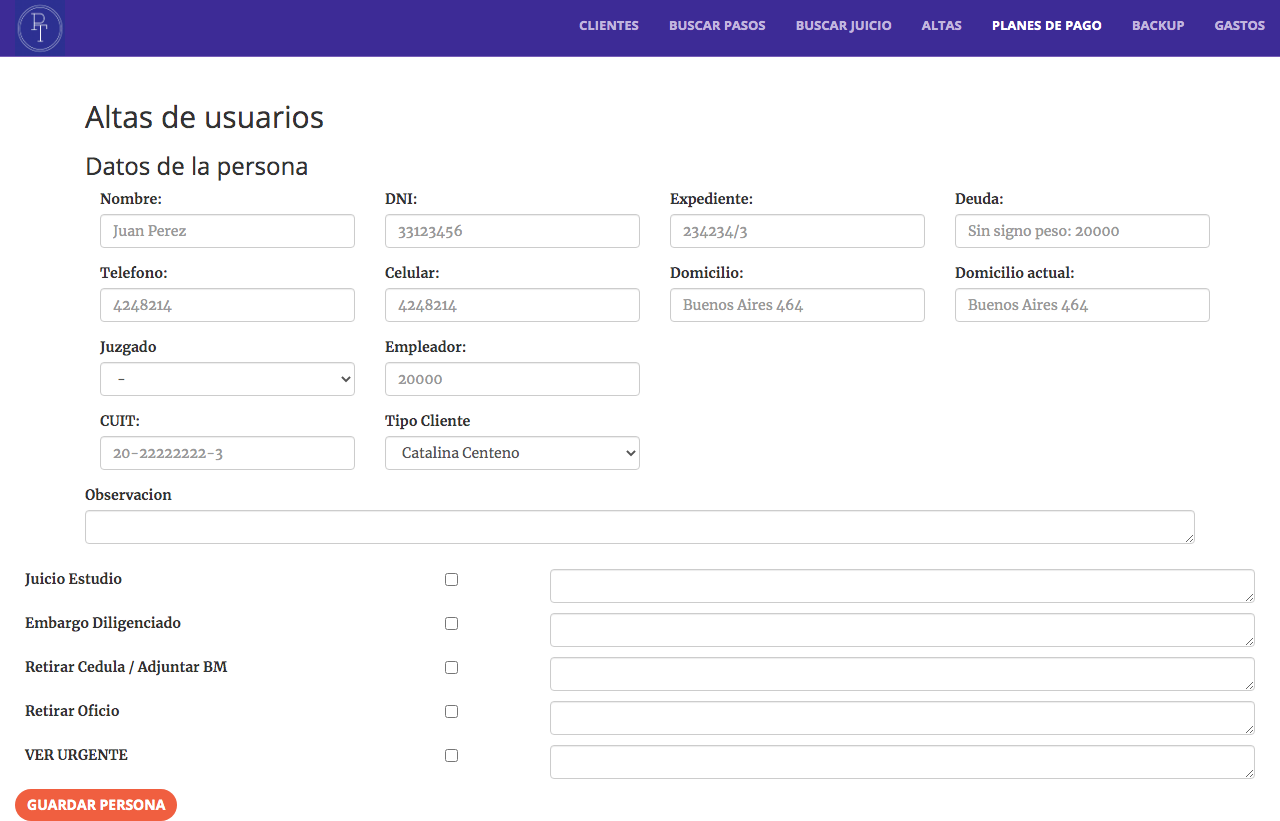 PT
CLIENTES BUSCAR PASOS BUSCAR JUICIO ALTAS PLANES DE PAGO BACKUP GASTOS
Altas de usuarios
Datos de la persona
Nombre: DNI: Expediente: Deuda:
Juan Perez 33123456 234234/3 Sin signo peso: 20000
Telefono: Celular: Domicilio: Domicilio actual:
4248214 4248214 Buenos Aires 464 Buenos Aires 464
Juzgado Empleador:
- 20000
CUIT: Tipo Cliente
20-22222222-3 Catalina Centeno
Observacion
Juicio Estudio
Embargo Diligenciado
Retirar Cedula / Adjuntar BM
Retirar Oficio
VER URGENTE
GUARDAR PERSONA